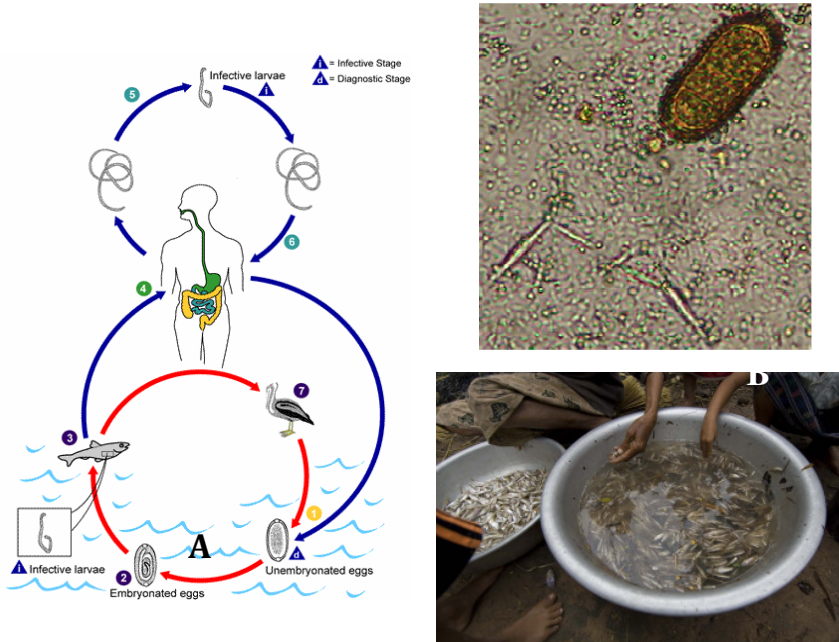 i = Infective Stage
d = Diagnostic Stage
Infective larvae
i
5
6
4
7
3
1
A
d
i Infective larvae
2
Unembryonated eggs
Embryonated eggs
B